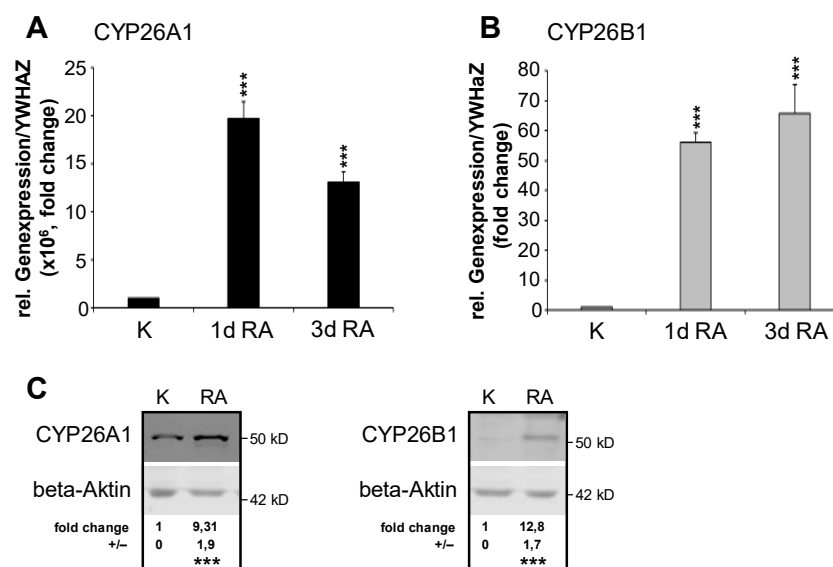 A CYP26A1
rel. Genexpression/YWHAZ
(x10⁶, fold change)
25
20
15
10
5
0
***
***
K 1d RA 3d RA
B CYP26B1
rel. Genexpression/YWHaZ
(fold change)
80
70
60
50
40
30
20
10
0
***
***
K 1d RA 3d RA
C
K RA
CYP26A1 50 kD
beta-Aktin 42 kD
fold change 1 9,31
+/– 0 1,9
***
K RA
CYP26B1 50 kD
beta-Aktin 42 kD
fold change 1 12,8
+/– 0 1,7
***